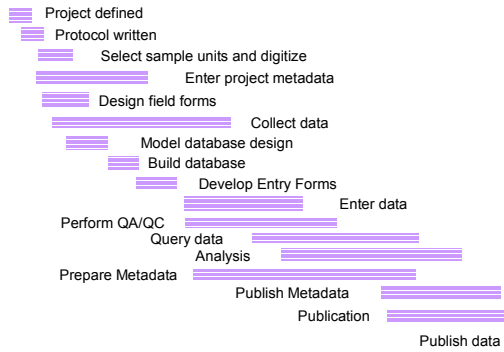 Project defined
Protocol written
Select sample units and digitize
Enter project metadata
Design field forms
Collect data
Model database design
Build database
Develop Entry Forms
Enter data
Perform QA/QC
Query data
Analysis
Prepare Metadata
Publish Metadata
Publication
Publish data